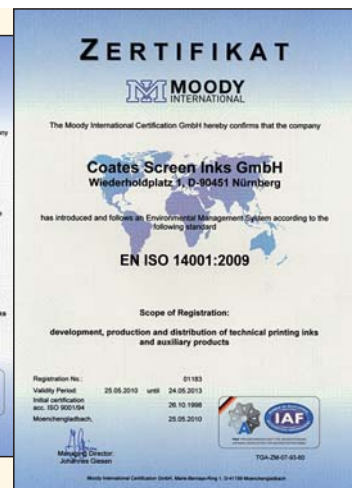 ZERTIFIKAT
MOODY
INTERNATIONAL
The Moody International Certification GmbH hereby confirms that the company
Coates Screen Inks GmbH
Wiederholdplatz 1, D-90451 Nürnberg
has introduced and follows an Environmental Management System according to the
following standard
EN ISO 14001:2009
Scope of Registration:
development, production and distribution of technical printing inks
and auxiliary products
Registration No.: 01183
Validity Period: 25.05.2010 until 24.05.2013
Initial certification
acc. ISO 9001/94 26.10.1998
Moenchengladbach, 25.05.2010
Managing Director:
Johannes Giesen
IAF
TGA-ZM-07-93-60
Moody International Certification GmbH,